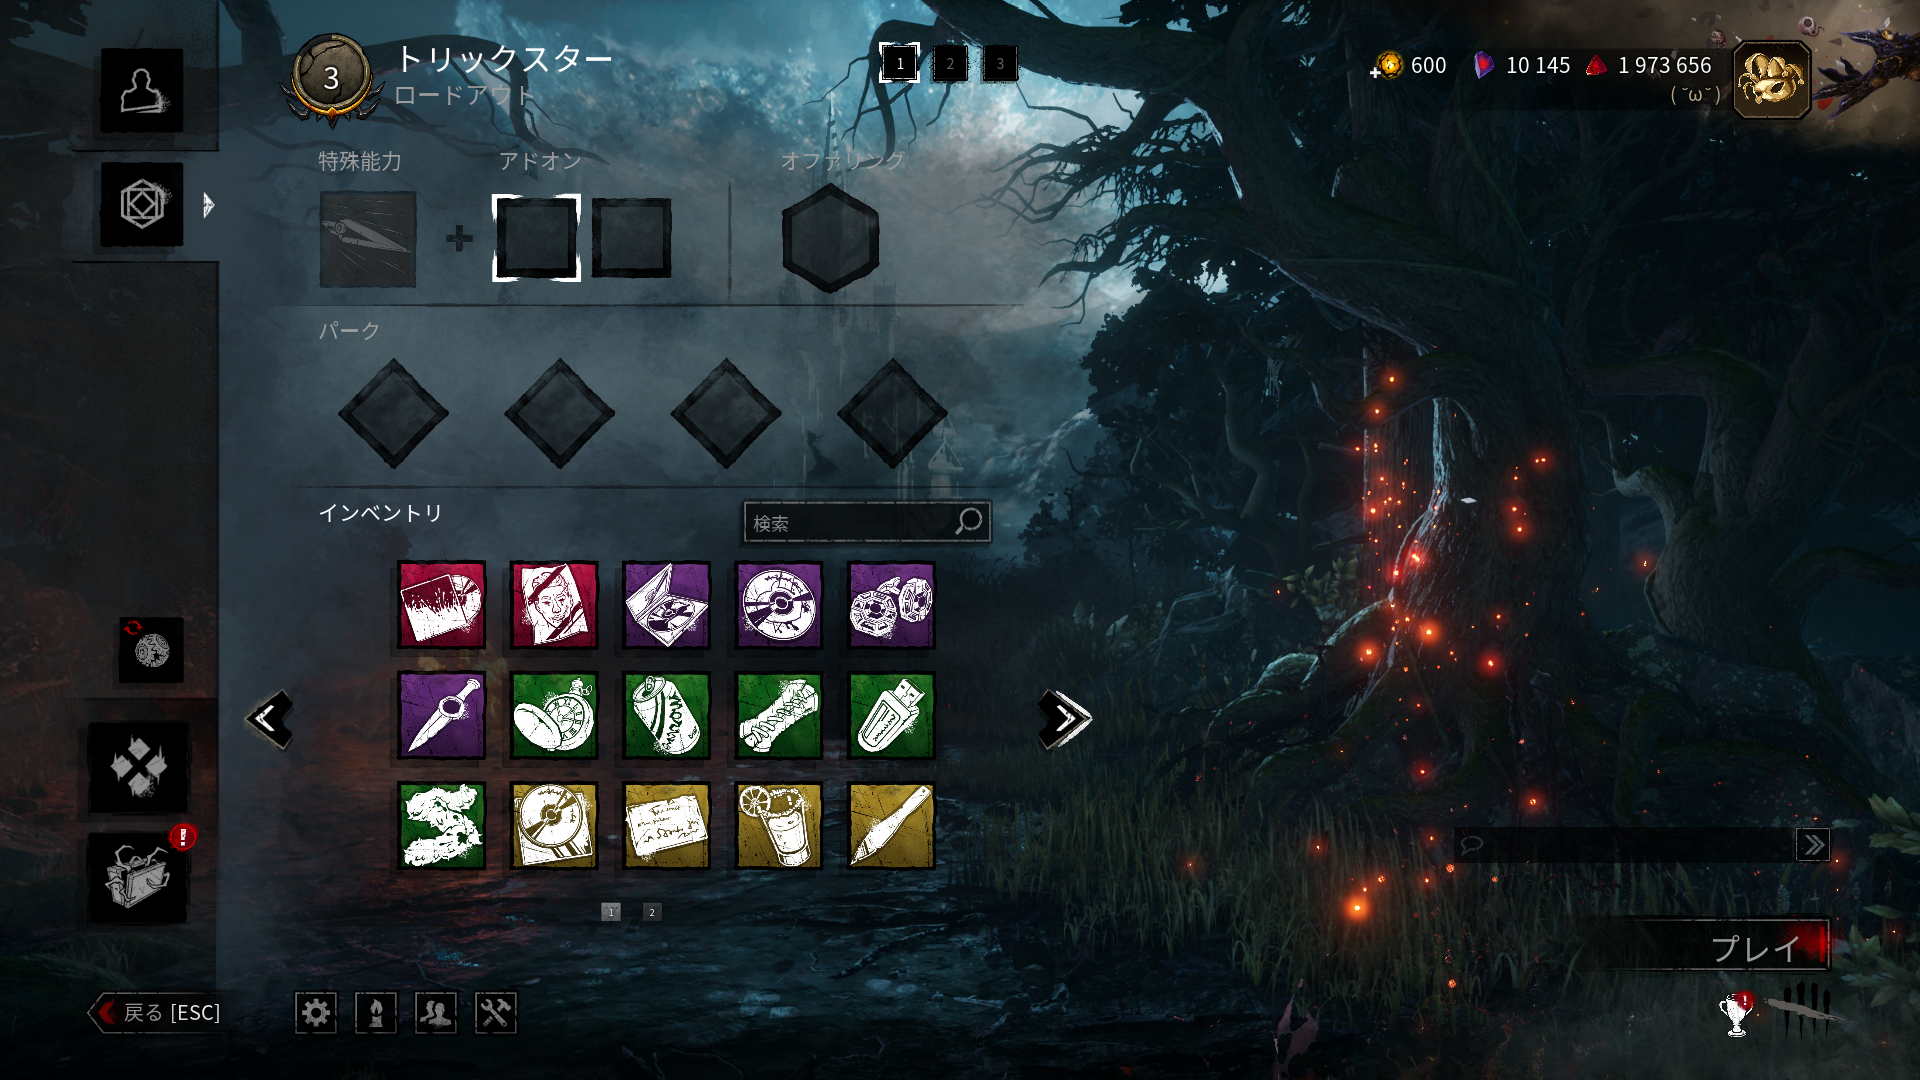 3
トリックスター
ロードアウト
1 2 3
600 10 145 1 973 656
( ˘ω˘ )
特殊能力 アドオン オファリング
パーク
インベントリ
検索
1 2
プレイ
戻る [ESC]